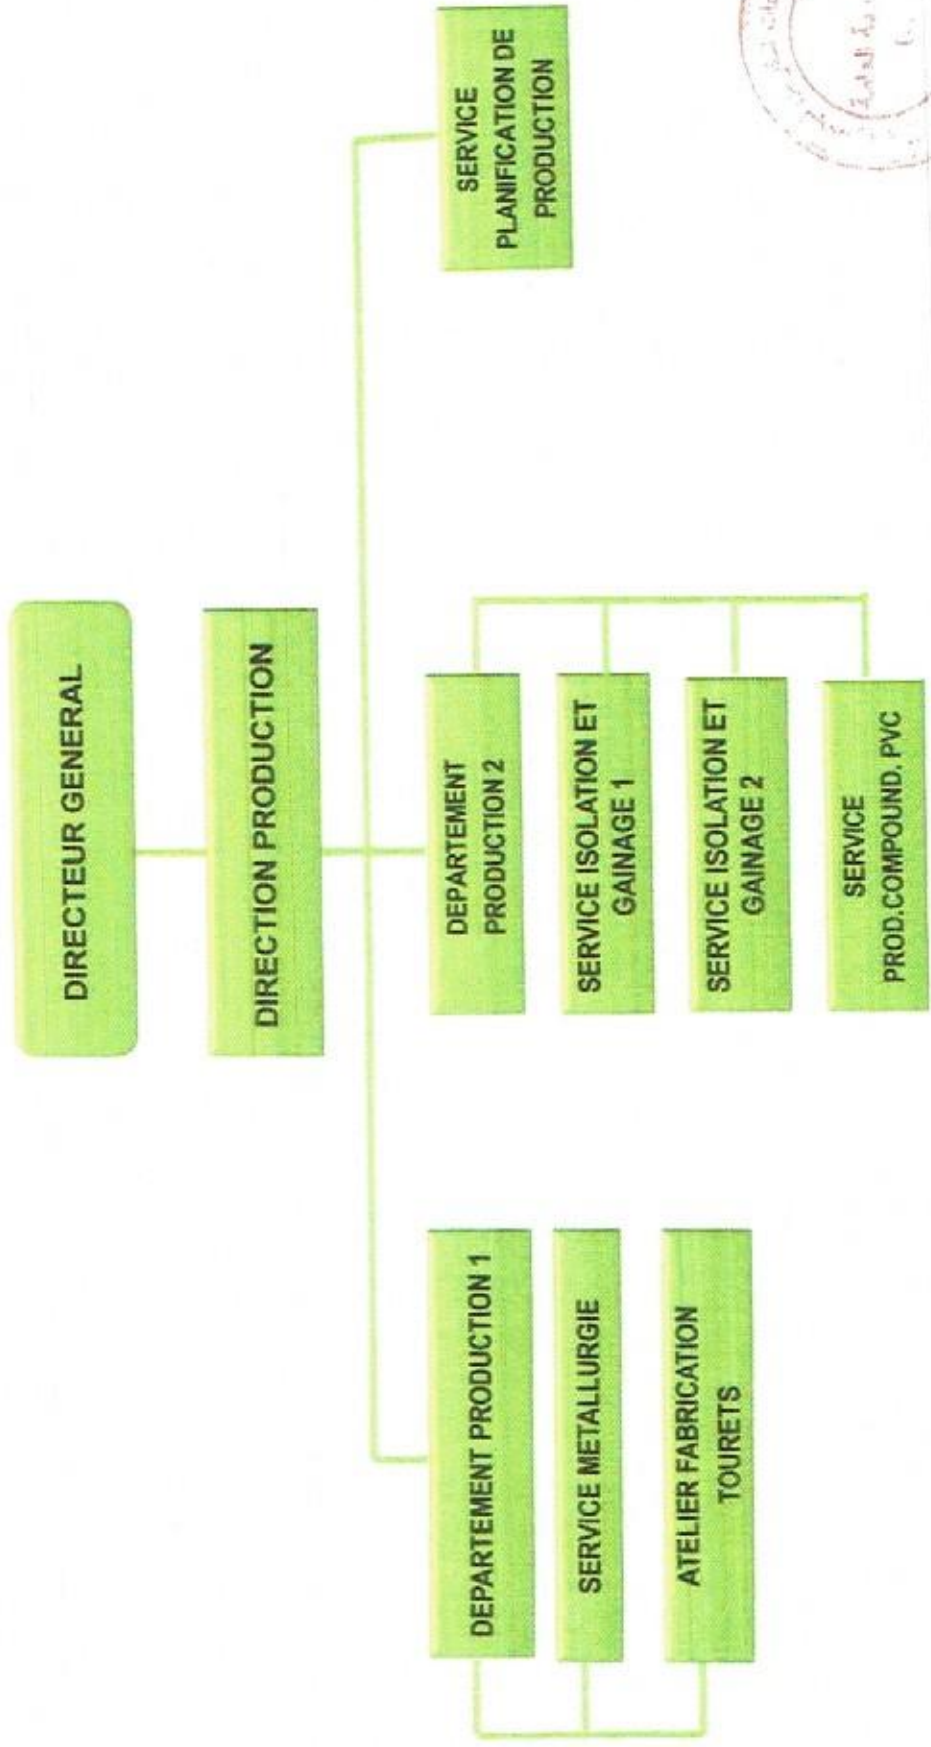 DIRECTEUR GENERAL
DIRECTION PRODUCTION
DEPARTEMENT PRODUCTION 1
SERVICE METALLURGIE
ATELIER FABRICATION
TOURETS
DEPARTEMENT
PRODUCTION 2
SERVICE ISOLATION ET
GAINAGE 1
SERVICE ISOLATION ET
GAINAGE 2
SERVICE
PROD.COMPOUND. PVC
SERVICE
PLANIFICATION DE
PRODUCTION